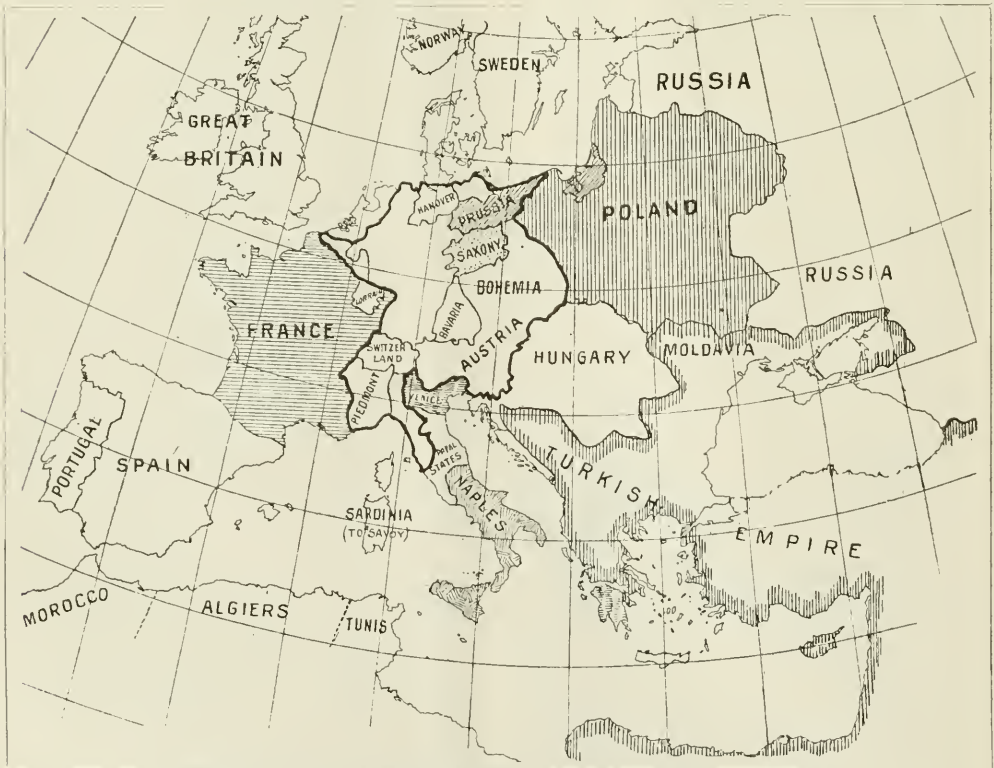 NORWAY
SWEDEN
RUSSIA
GREAT
BRITAIN
HANOVER
PRUSSIA
POLAND
SAXONY
RUSSIA
BOHEMIA
FRANCE
BAVARIA
SWITZER
LAND
AUSTRIA
HUNGARY
MOLDAVIA
PIEDMONT
VENICE
PORTUGAL
SPAIN
PAPAL
STATES
TURKISH
NAPLES
SARDINIA
(TO SAVOY)
EMPIRE
MOROCCO
ALGIERS
TUNIS